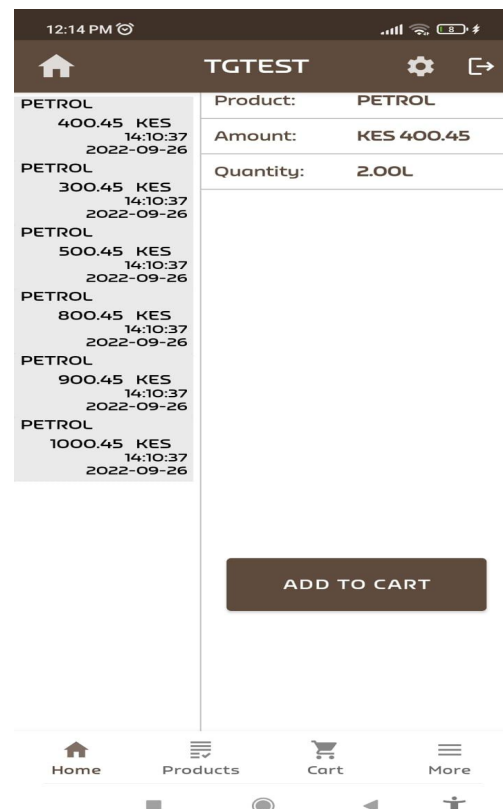 12:14 PM
8
TGTEST
PETROL
400.45 KES
14:10:37
2022-09-26
PETROL
300.45 KES
14:10:37
2022-09-26
PETROL
500.45 KES
14:10:37
2022-09-26
PETROL
800.45 KES
14:10:37
2022-09-26
PETROL
900.45 KES
14:10:37
2022-09-26
PETROL
1000.45 KES
14:10:37
2022-09-26
Product: PETROL
Amount: KES 400.45
Quantity: 2.00L
ADD TO CART
Home Products Cart More